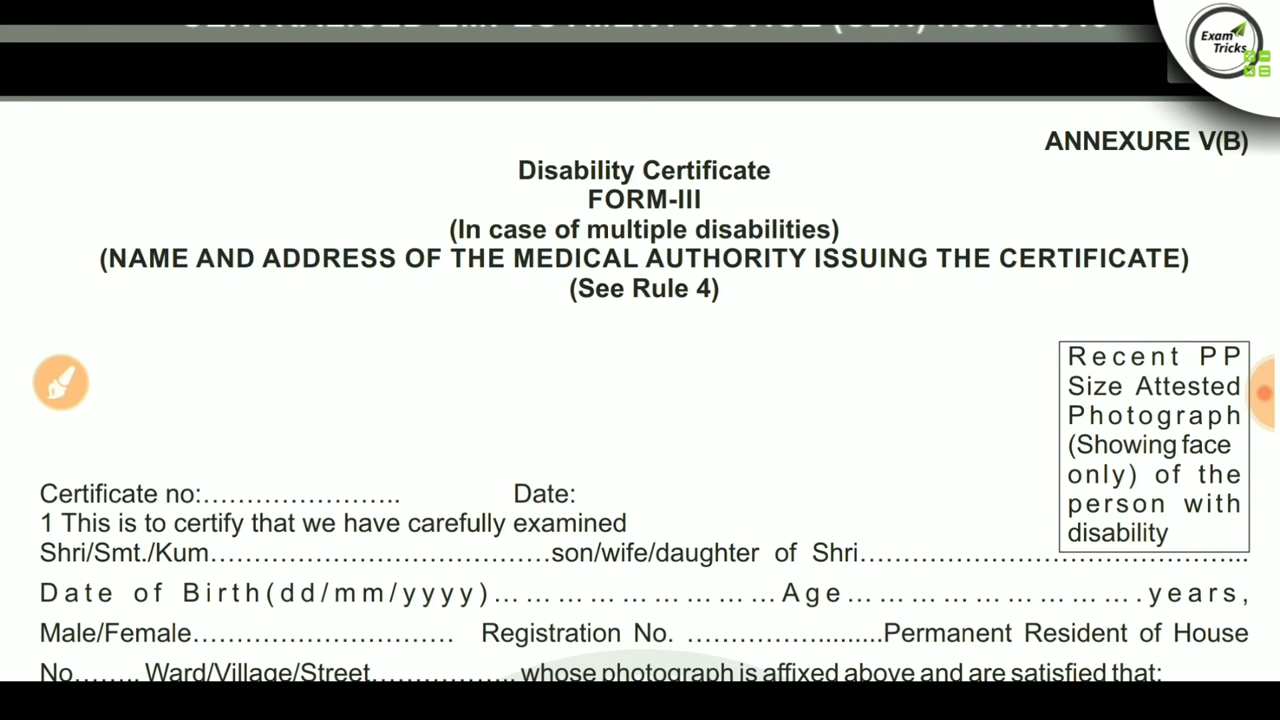 Exam
Tricks
ANNEXURE V(B)
Disability Certificate
FORM-III
(In case of multiple disabilities)
(NAME AND ADDRESS OF THE MEDICAL AUTHORITY ISSUING THE CERTIFICATE)
(See Rule 4)
Recent PP
Size Attested
Photograph
(Showing face
only) of the
person with
disability
Certificate no:…………………….. Date:
1 This is to certify that we have carefully examined
Shri/Smt./Kum…………………………………son/wife/daughter of Shri……………………………………...
Date of Birth(dd/mm/yyyy)… … … … … … … … … …Age… … … … … … … … … .years,
Male/Female………………………… Registration No. ……………..........Permanent Resident of House
No…….. Ward/Village/Street…………….. whose photograph is affixed above and are satisfied that: